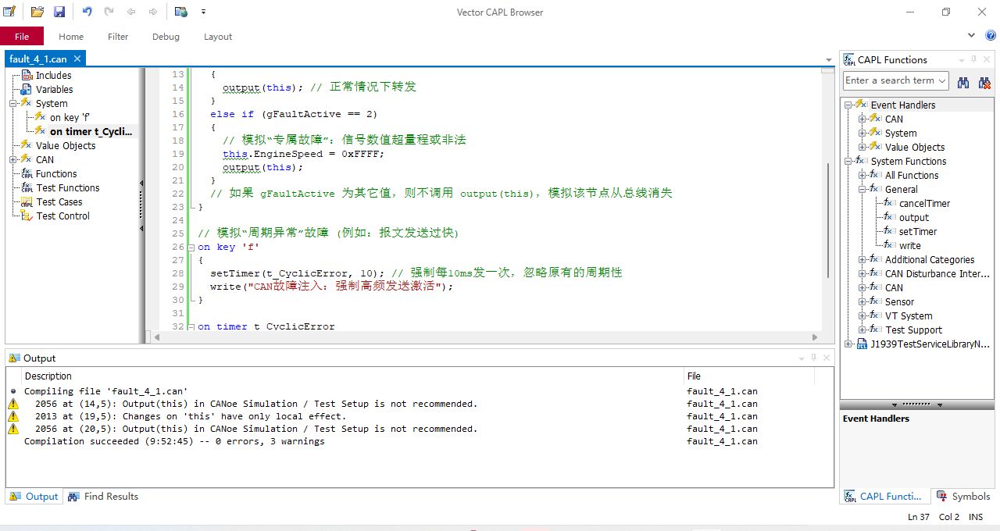 Vector CAPL Browser
File Home Filter Debug Layout
fault_4_1.can
Includes
Variables
System
on key 'f'
on timer t_Cycli...
Value Objects
CAN
Functions
Test Functions
Test Cases
Test Control
13 {
14 output(this); // 正常情况下转发
15 }
16 else if (gFaultActive == 2)
17 {
18 // 模拟“专属故障”：信号数值超量程或非法
19 this.EngineSpeed = 0xFFFF;
20 output(this);
21 }
22 // 如果 gFaultActive 为其它值，则不调用 output(this)，模拟该节点从总线消失
23 }
24
25 // 模拟“周期异常”故障 (例如：报文发送过快)
26 on key 'f'
27 {
28 setTimer(t_CyclicError, 10); // 强制每10ms发一次，忽略原有的周期性
29 write("CAN故障注入：强制高频发送激活");
30 }
31
32 on timer t_CyclicError
CAPL Functions
Enter a search term
Event Handlers
CAN
System
Value Objects
System Functions
All Functions
General
cancelTimer
output
setTimer
write
Additional Categories
CAN Disturbance Inter...
CAN
Sensor
VT System
Test Support
J1939TestServiceLibraryN...
Event Handlers
CAPL Functi... Symbols
Output
Description File
Compiling file 'fault_4_1.can' fault_4_1.can
2056 at (14,5): Output(this) in CANoe Simulation / Test Setup is not recommended. fault_4_1.can
2013 at (19,5): Changes on 'this' have only local effect. fault_4_1.can
2056 at (20,5): Output(this) in CANoe Simulation / Test Setup is not recommended. fault_4_1.can
Compilation succeeded (9:52:45) -- 0 errors, 3 warnings fault_4_1.can
Output Find Results
Ln 37 Col 2 INS